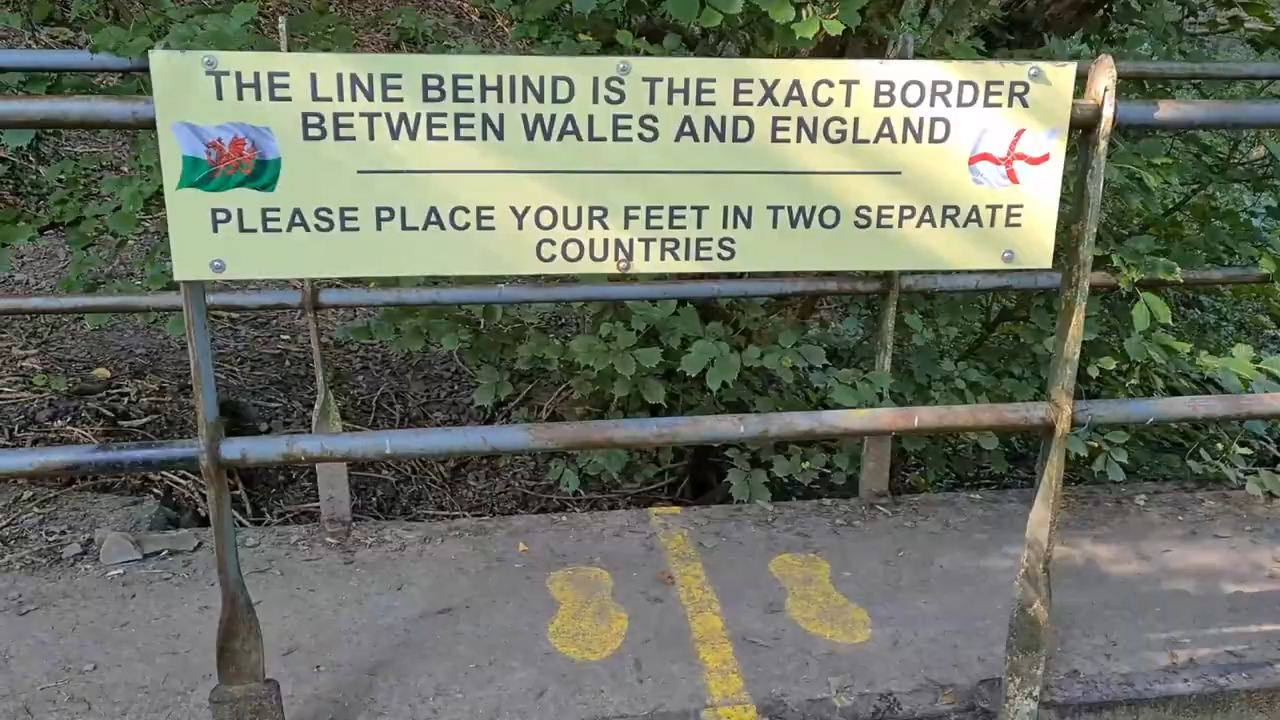 THE LINE BEHIND IS THE EXACT BORDER
BETWEEN WALES AND ENGLAND
PLEASE PLACE YOUR FEET IN TWO SEPARATE
COUNTRIES